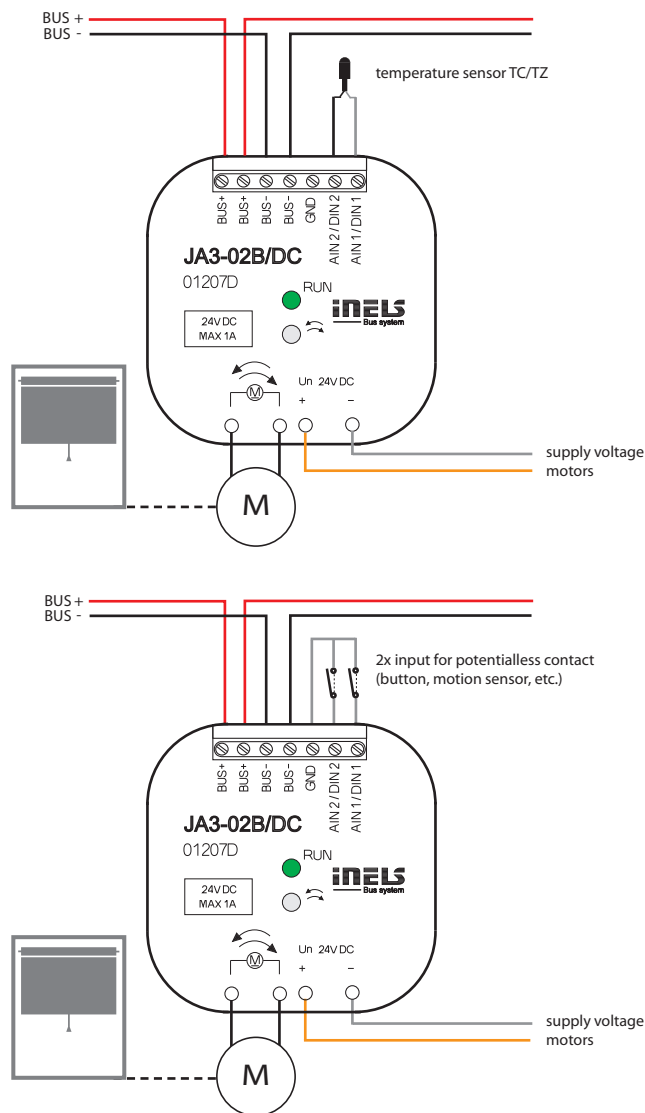 BUS +
BUS -
temperature sensor TC/TZ
BUS+
BUS+
BUS-
BUS-
GND
AIN 2 / DIN 2
AIN 1 / DIN 1
JA3-02B/DC
01207D
RUN
24V DC
MAX 1A
iNELS
Bus system
Un 24V DC
M
+ –
supply voltage
motors
M
BUS +
BUS -
2x input for potentialless contact
(button, motion sensor, etc.)
BUS+
BUS+
BUS-
BUS-
GND
AIN 2 / DIN 2
AIN 1 / DIN 1
JA3-02B/DC
01207D
RUN
24V DC
MAX 1A
iNELS
Bus system
Un 24V DC
M
+ –
supply voltage
motors
M